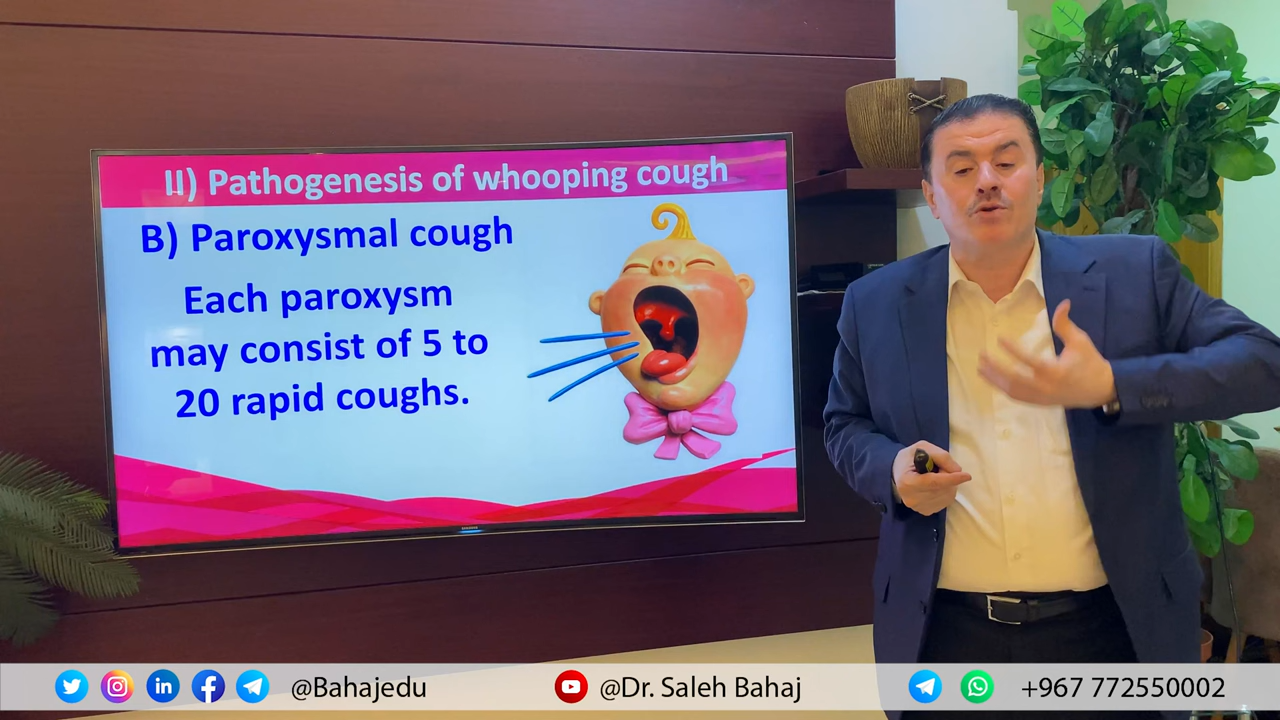 II) Pathogenesis of whooping cough
B) Paroxysmal cough
Each paroxysm
may consist of 5 to
20 rapid coughs.
@Bahajedu
@Dr. Saleh Bahaj
+967 772550002